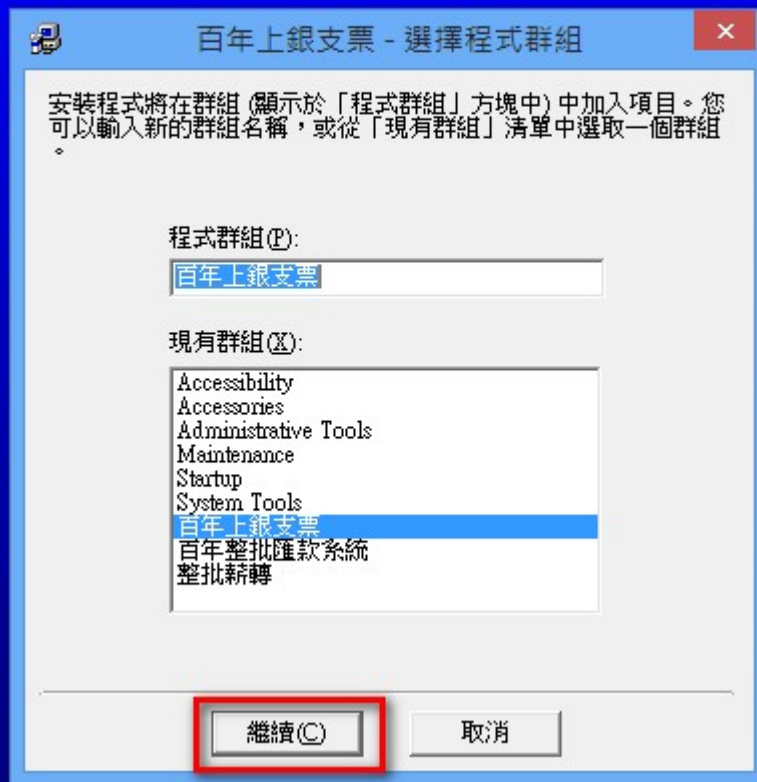 百年上銀支票 - 選擇程式群組
安裝程式將在群組 (顯示於「程式群組」方塊中) 中加入項目。您
可以輸入新的群組名稱，或從「現有群組」清單中選取一個群組
。
程式群組(P):
百年上銀支票
現有群組(X):
Accessibility
Accessories
Administrative Tools
Maintenance
Startup
System Tools
百年上銀支票
百年整批匯款系統
整批薪轉
繼續(C)
取消